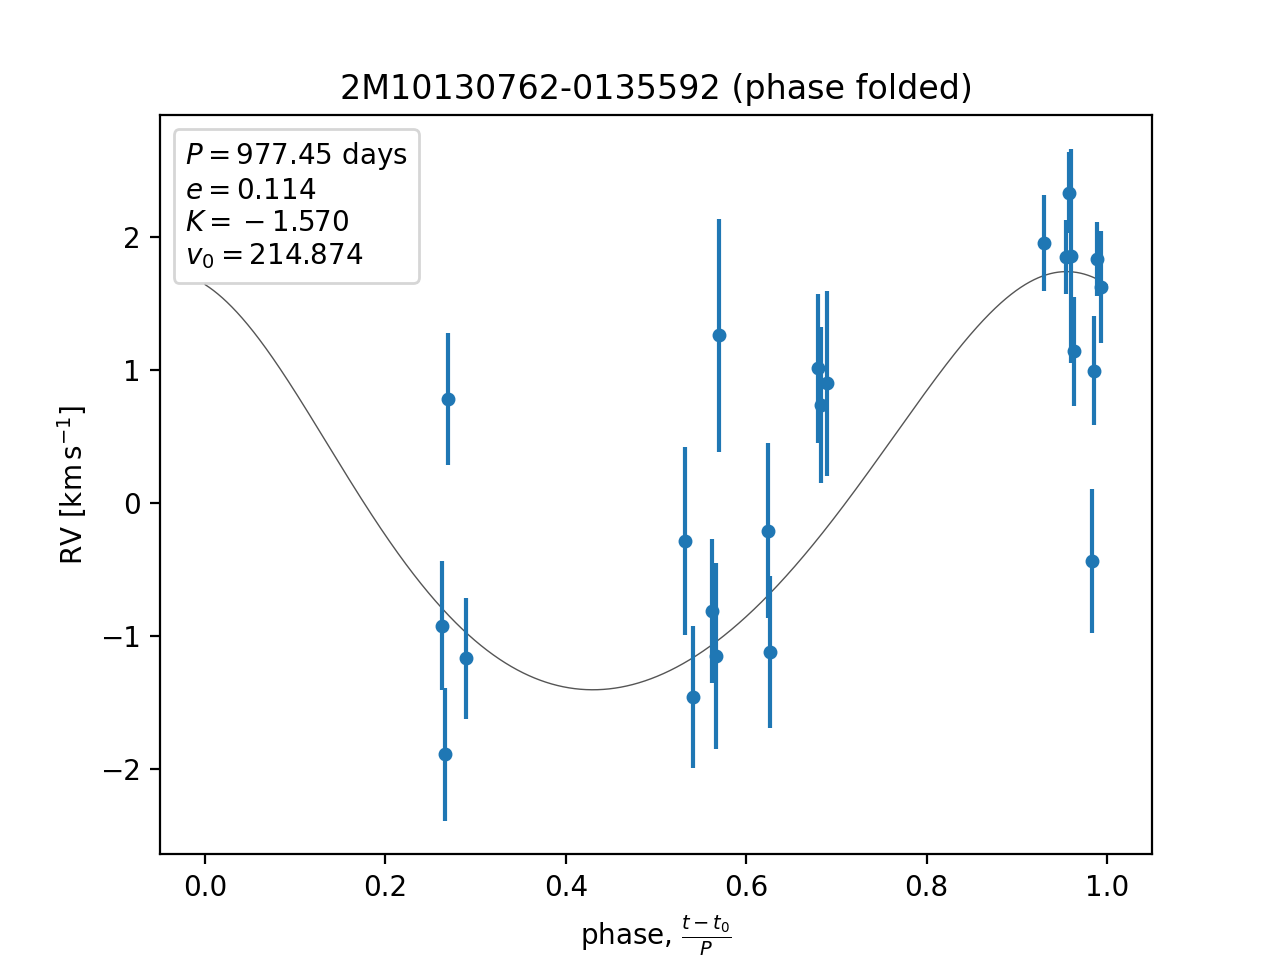 2M10130762-0135592 (phase folded)
P = 977.45 days
e = 0.114
K = −1.570
v₀ = 214.874
2
1
0
−1
−2
RV [km s⁻¹]
0.0 0.2 0.4 0.6 0.8 1.0
phase, (t − t₀)/P